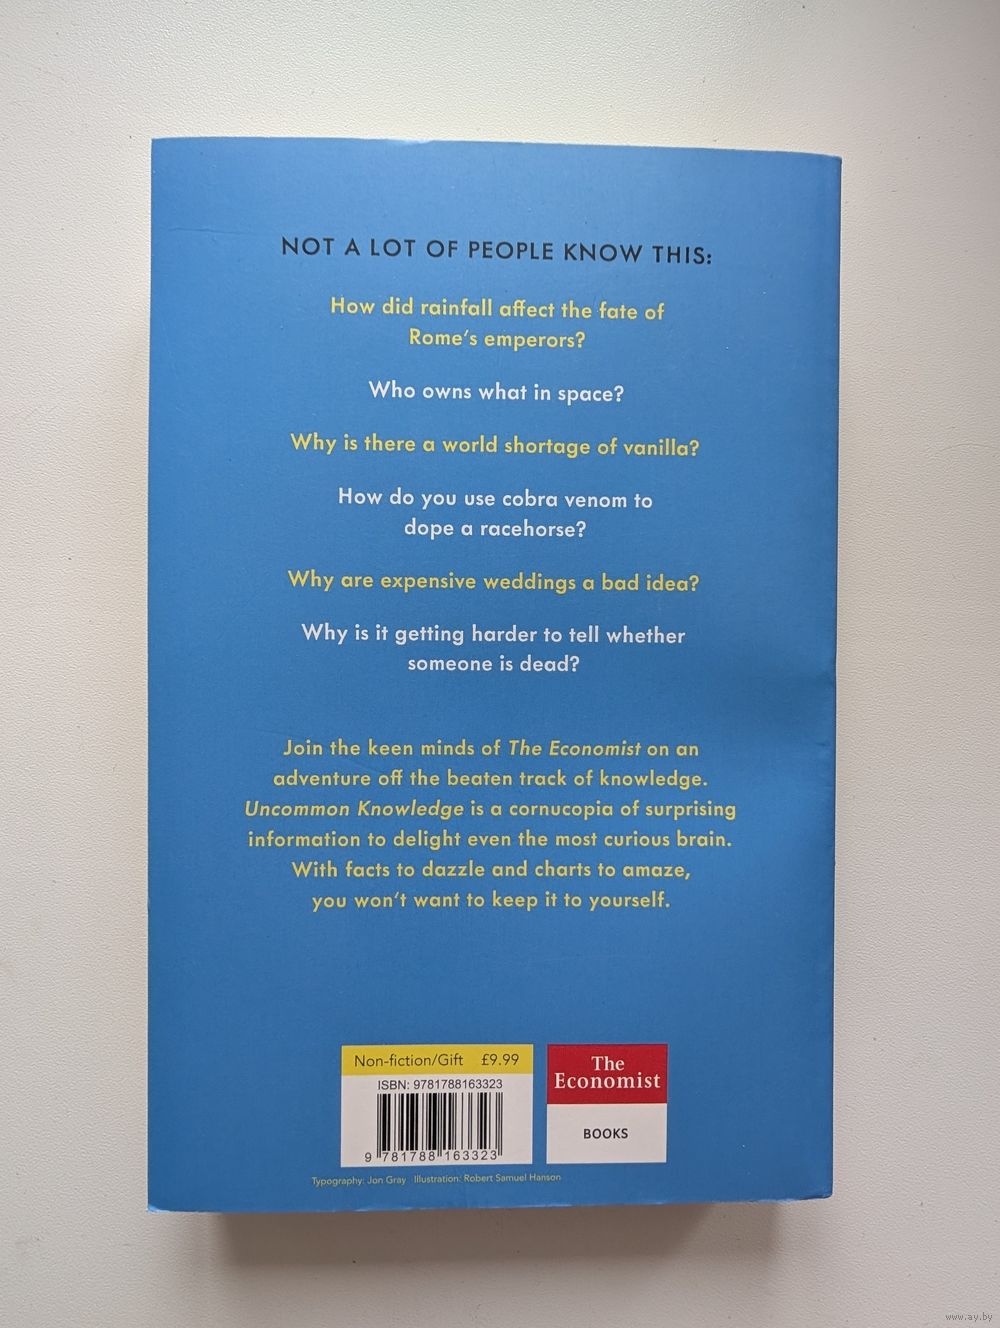 NOT A LOT OF PEOPLE KNOW THIS:
How did rainfall affect the fate of
Rome's emperors?
Who owns what in space?
Why is there a world shortage of vanilla?
How do you use cobra venom to
dope a racehorse?
Why are expensive weddings a bad idea?
Why is it getting harder to tell whether
someone is dead?
Join the keen minds of The Economist on an
adventure off the beaten track of knowledge.
Uncommon Knowledge is a cornucopia of surprising
information to delight even the most curious brain.
With facts to dazzle and charts to amaze,
you won't want to keep it to yourself.
Non-fiction/Gift £9.99
ISBN: 9781788163323
9 781788 163323
The
Economist
BOOKS
Typography: Jon Gray Illustration: Robert Samuel Hanson
www.ay.by